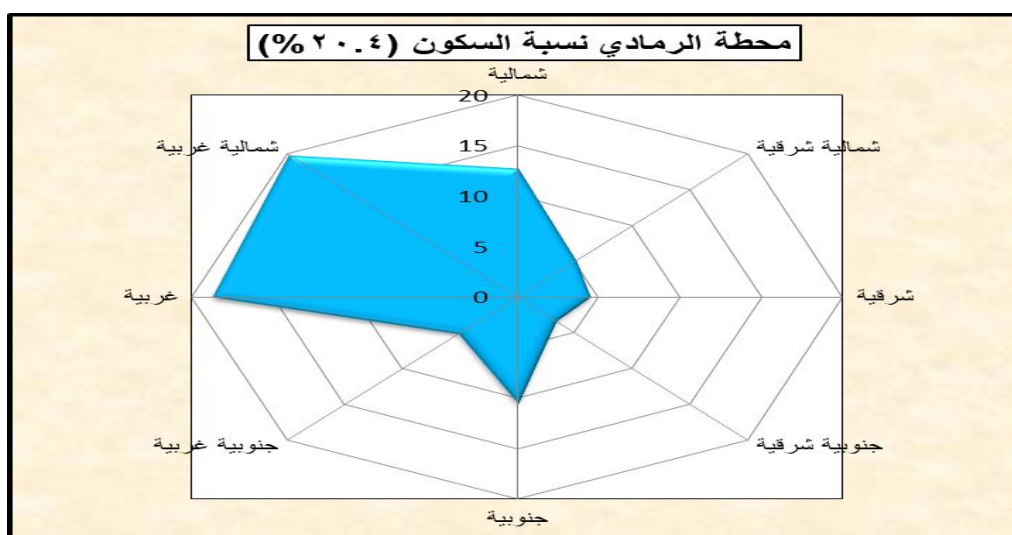 محطة الرمادي نسبة السكون (٢٠.٤ %)
شمالية
20
شمالية شرقية
شمالية غربية
15
10
5
شرقية
0
غربية
جنوبية شرقية
جنوبية غربية
جنوبية